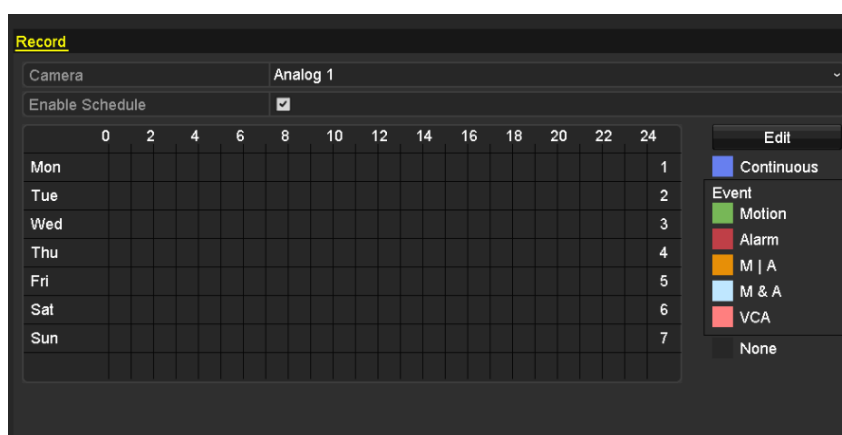 Record
Camera Analog 1
Enable Schedule
0 2 4 6 8 10 12 14 16 18 20 22 24
Edit
Mon 1
Continuous
Tue 2
Event
Motion
Wed 3
Alarm
Thu 4
M | A
Fri 5
M & A
Sat 6
VCA
Sun 7
None